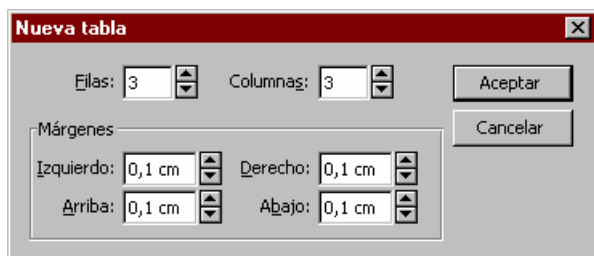 Nueva tabla
Filas: 3 Columnas: 3 Aceptar
Márgenes Cancelar
Izquierdo: 0,1 cm Derecho: 0,1 cm
Arriba: 0,1 cm Abajo: 0,1 cm